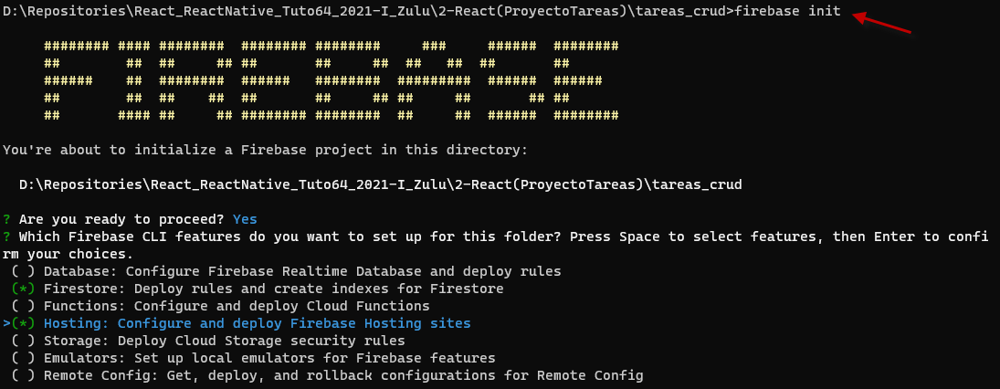 D:\Repositories\React_ReactNative_Tuto64_2021-I_Zulu\2-React(ProyectoTareas)\tareas_crud>firebase init
######## #### ########  ######## ########     ###     ######  ########
##        ##  ##     ## ##       ##     ##  ##   ##  ##       ##
######    ##  ########  ######   ########  #########  ######  ######
##        ##  ##    ##  ##       ##     ## ##     ##       ## ##
##       #### ##     ## ######## ########  ##     ##  ######  ########
You're about to initialize a Firebase project in this directory:
D:\Repositories\React_ReactNative_Tuto64_2021-I_Zulu\2-React(ProyectoTareas)\tareas_crud
? Are you ready to proceed? Yes
? Which Firebase CLI features do you want to set up for this folder? Press Space to select features, then Enter to confi
rm your choices.
( ) Database: Configure Firebase Realtime Database and deploy rules
(*) Firestore: Deploy rules and create indexes for Firestore
( ) Functions: Configure and deploy Cloud Functions
>(*) Hosting: Configure and deploy Firebase Hosting sites
( ) Storage: Deploy Cloud Storage security rules
( ) Emulators: Set up local emulators for Firebase features
( ) Remote Config: Get, deploy, and rollback configurations for Remote Config